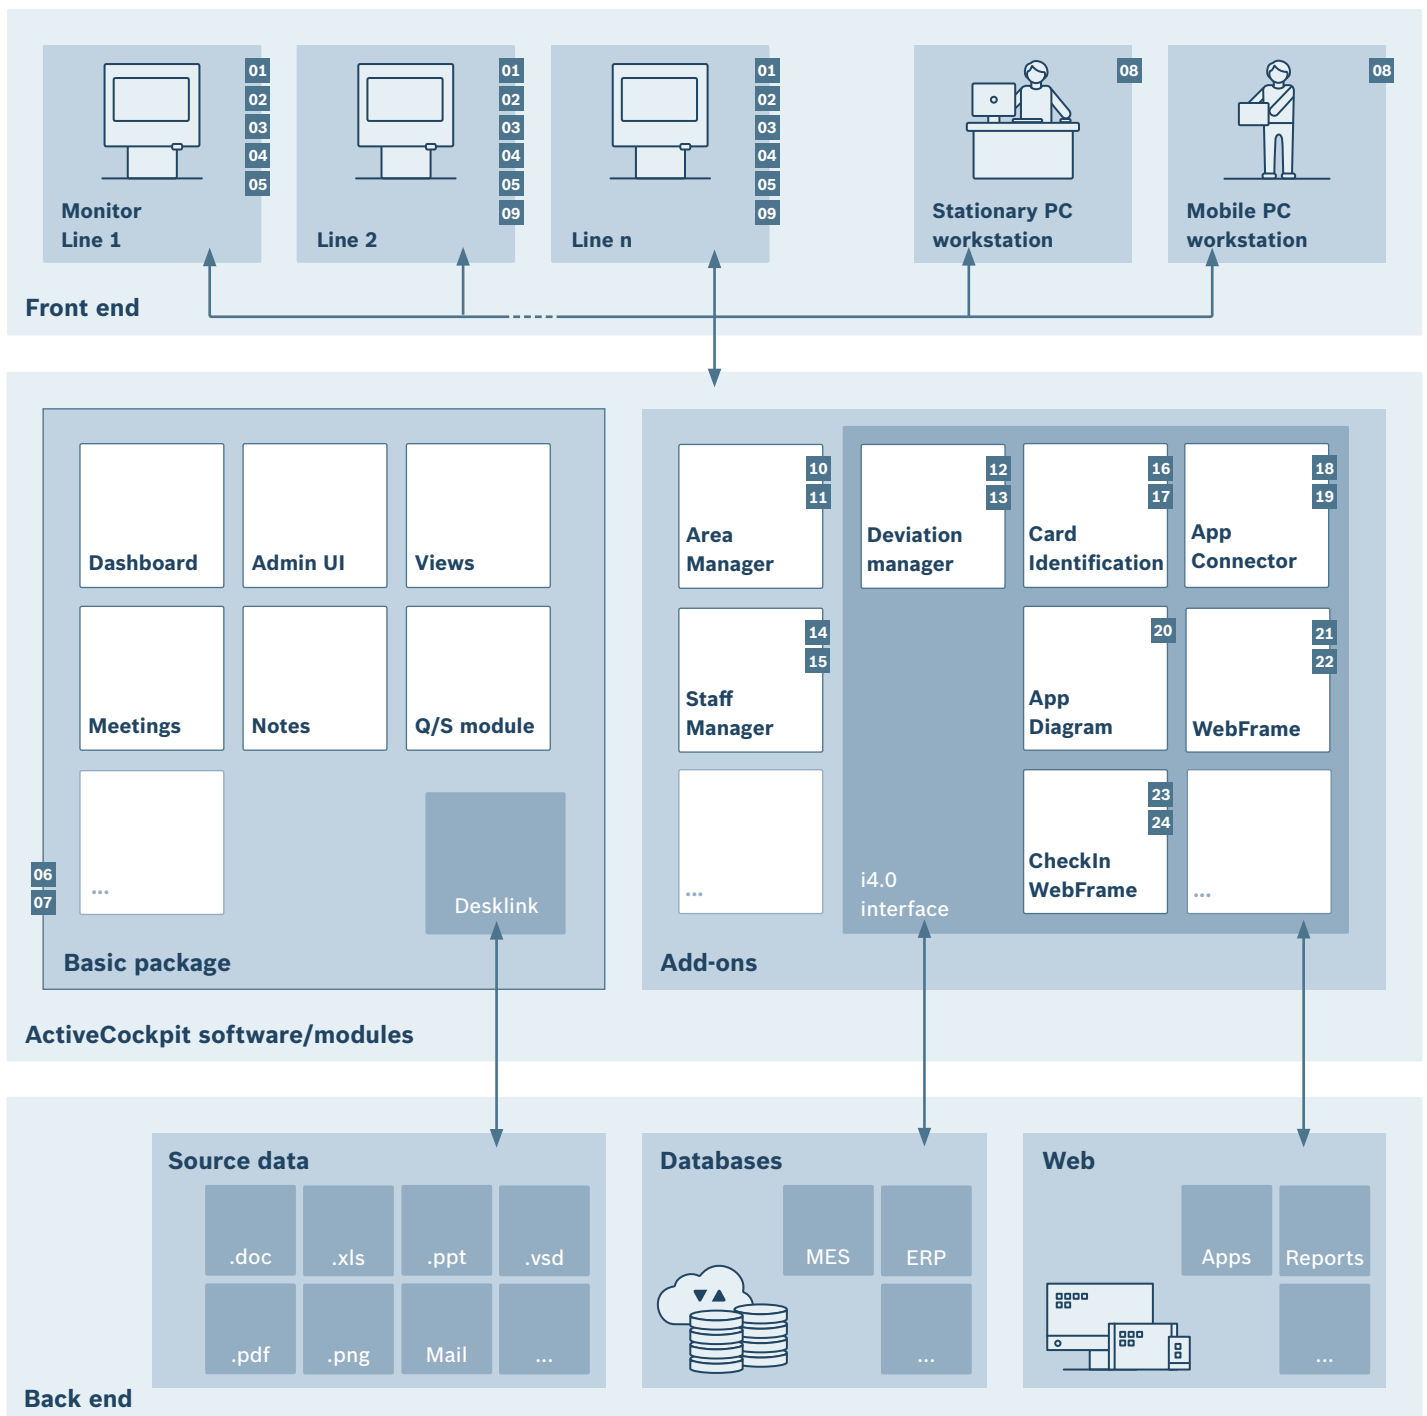 01
02
03
04
05
Monitor
Line 1
01
02
03
04
05
09
Line 2
01
02
03
04
05
09
Line n
08
Stationary PC
workstation
08
Mobile PC
workstation
Front end
Dashboard
Admin UI
Views
Meetings
Notes
Q/S module
...
06
07
Desklink
Basic package
10
11
Area
Manager
12
13
Deviation
manager
16
17
Card
Identification
18
19
App
Connector
14
15
Staff
Manager
20
App
Diagram
21
22
WebFrame
...
i4.0
interface
23
24
CheckIn
WebFrame
...
Add-ons
ActiveCockpit software/modules
Source data
.doc
.xls
.ppt
.vsd
.pdf
.png
Mail
...
Databases
MES
ERP
...
Web
Apps
Reports
...
Back end